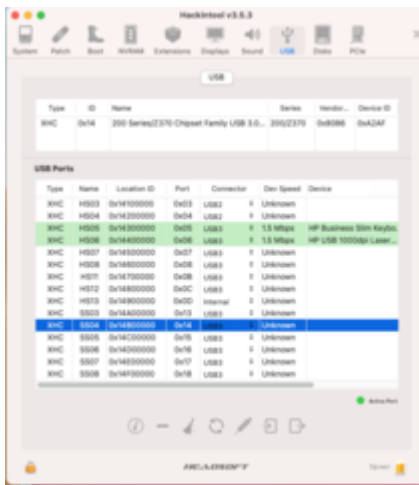 Hackintool v3.5.3
System Patch Boot NVRAM Extensions Displays Sound USB Disks PCIe
USB
Type ID Name Series Vendor... Device ID
XHC 0x14 200 Series/Z370 Chipset Family USB 3.0... 200/Z370 0x8086 0xA2AF
USB Ports
Type Name Location ID Port Connector Dev Speed Device
XHC HS03 0x14100000 0x03 USB3 Unknown
XHC HS04 0x14200000 0x04 USB3 Unknown
XHC HS05 0x14300000 0x05 USB3 1.5 Mbps HP Business Slim Keybo...
XHC HS06 0x14400000 0x06 USB3 1.5 Mbps HP USB 1000dpi Laser...
XHC HS07 0x14500000 0x07 USB3 Unknown
XHC HS08 0x14600000 0x08 USB3 Unknown
XHC HS11 0x14700000 0x0B USB3 Unknown
XHC HS12 0x14800000 0x0C USB3 Unknown
XHC HS13 0x14900000 0x0D Internal Unknown
XHC SS03 0x14A00000 0x13 USB3 Unknown
XHC SS04 0x14B00000 0x14 USB3 Unknown
XHC SS05 0x14C00000 0x15 USB3 Unknown
XHC SS06 0x14D00000 0x16 USB3 Unknown
XHC SS07 0x14E00000 0x17 USB3 Unknown
XHC SS08 0x14F00000 0x18 USB3 Unknown
Active Port
HEADSOFT